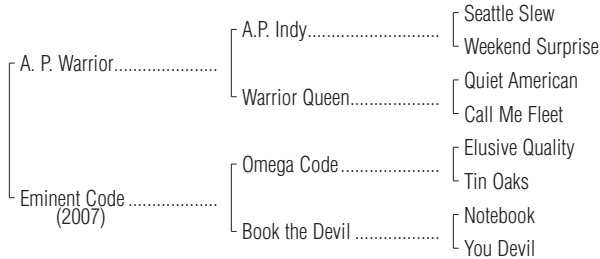 Seattle Slew
A.P. Indy
Weekend Surprise
A. P. Warrior
Quiet American
Warrior Queen
Call Me Fleet
Elusive Quality
Omega Code
Tin Oaks
Eminent Code
(2007)
Notebook
Book the Devil
You Devil